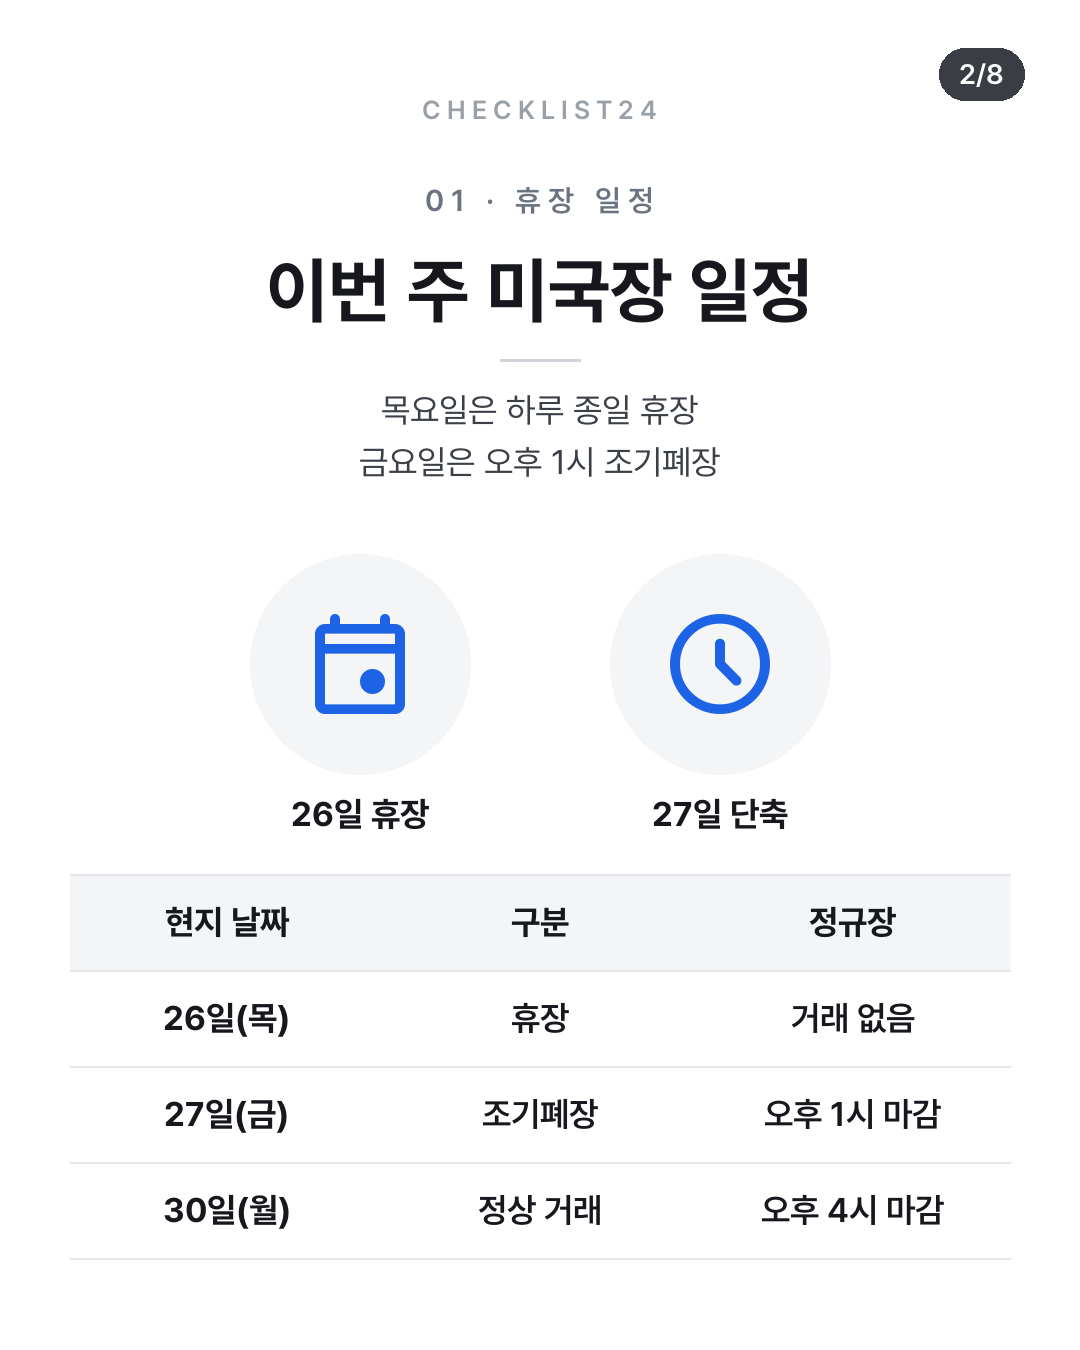 2/8
CHECKLIST24
01 · 휴장 일정
이번 주 미국장 일정
목요일은 하루 종일 휴장
금요일은 오후 1시 조기폐장
26일 휴장
27일 단축
현지 날짜 구분 정규장
26일(목) 휴장 거래 없음
27일(금) 조기폐장 오후 1시 마감
30일(월) 정상 거래 오후 4시 마감